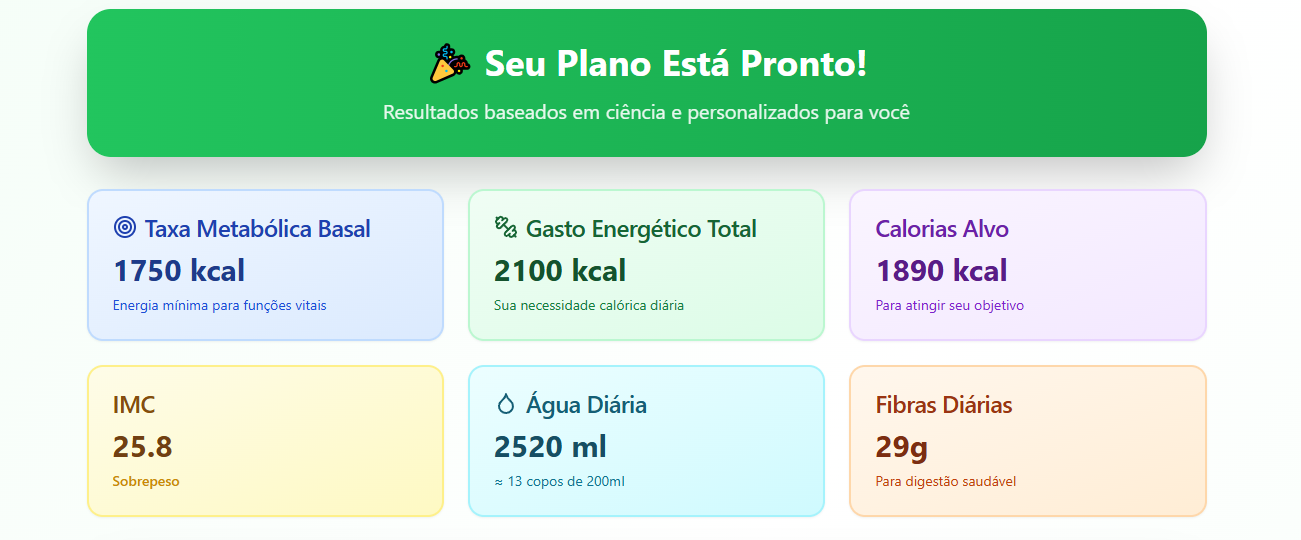 Seu Plano Está Pronto!
Resultados baseados em ciência e personalizados para você
Taxa Metabólica Basal
1750 kcal
Energia mínima para funções vitais
Gasto Energético Total
2100 kcal
Sua necessidade calórica diária
Calorias Alvo
1890 kcal
Para atingir seu objetivo
IMC
25.8
Sobrepeso
Água Diária
2520 ml
≈ 13 copos de 200ml
Fibras Diárias
29g
Para digestão saudável